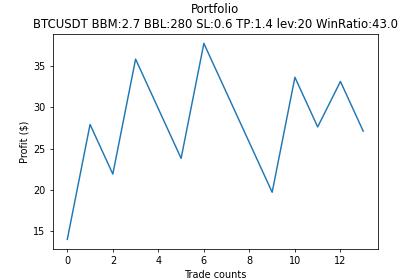 Portfolio
BTCUSDT BBM:2.7 BBL:280 SL:0.6 TP:1.4 lev:20 WinRatio:43.0
35
30
25
20
15
Profit ($)
0 2 4 6 8 10 12
Trade counts